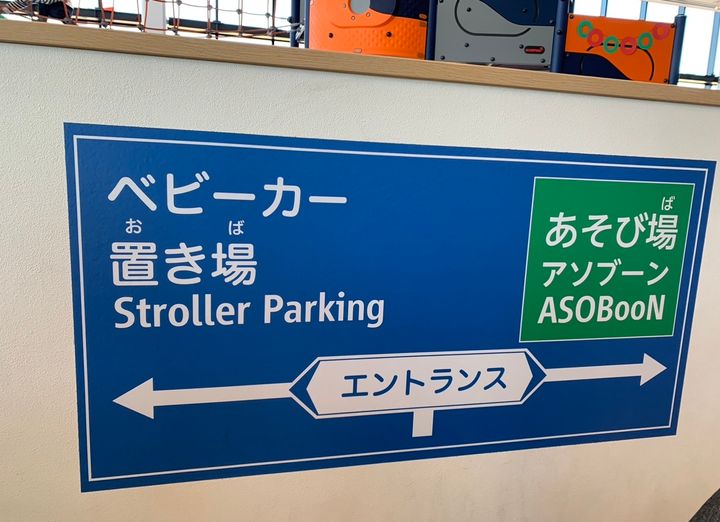 ベビーカー
お ば
置き場
Stroller Parking
ば
あそび場
アソブーン
ASOBooN
エントランス